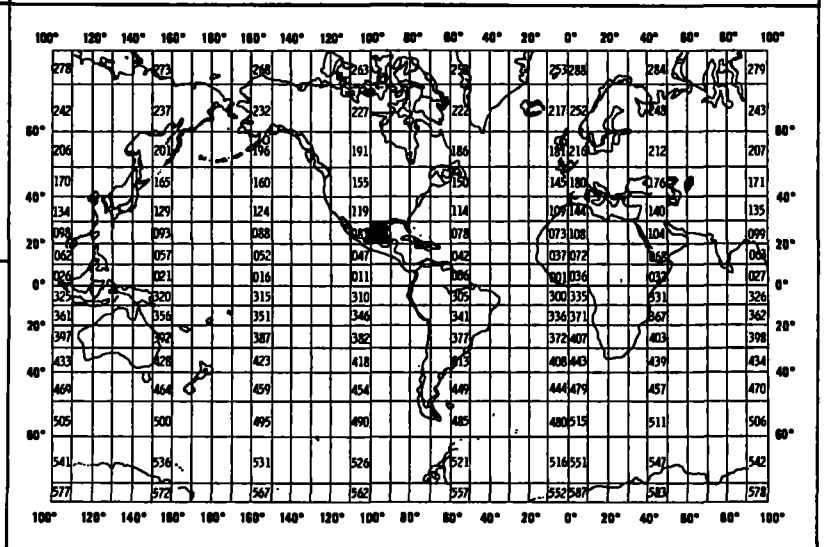 100° 120° 140° 160° 180° 160° 140° 120° 100° 80° 60° 40° 20° 0° 20° 40° 60° 80° 100°
278 273 268 263 258 253 288 284 279
242 237 232 227 222 217 252 248 243
60° 60°
206 201 196 191 186 181 216 212 207
170 165 160 155 150 145 180 176 171
40° 40°
134 129 124 119 114 109 144 140 135
098 093 088 083 078 073 108 104 099
20° 20°
062 057 052 047 042 037 072 068 063
026 021 016 011 006 001 036 032 027
0° 0°
325 320 315 310 305 300 335 331 326
361 356 351 346 341 336 371 367 362
20° 20°
397 392 387 382 377 372 407 403 398
433 428 423 418 413 408 443 439 434
40° 40°
469 464 459 454 449 444 479 457 470
505 500 495 490 485 480 515 511 506
60° 60°
541 536 531 526 521 516 551 547 542
577 572 567 562 557 552 587 583 578
100° 120° 140° 160° 180° 160° 140° 120° 100° 80° 60° 40° 20° 0° 20° 40° 60° 80° 100°